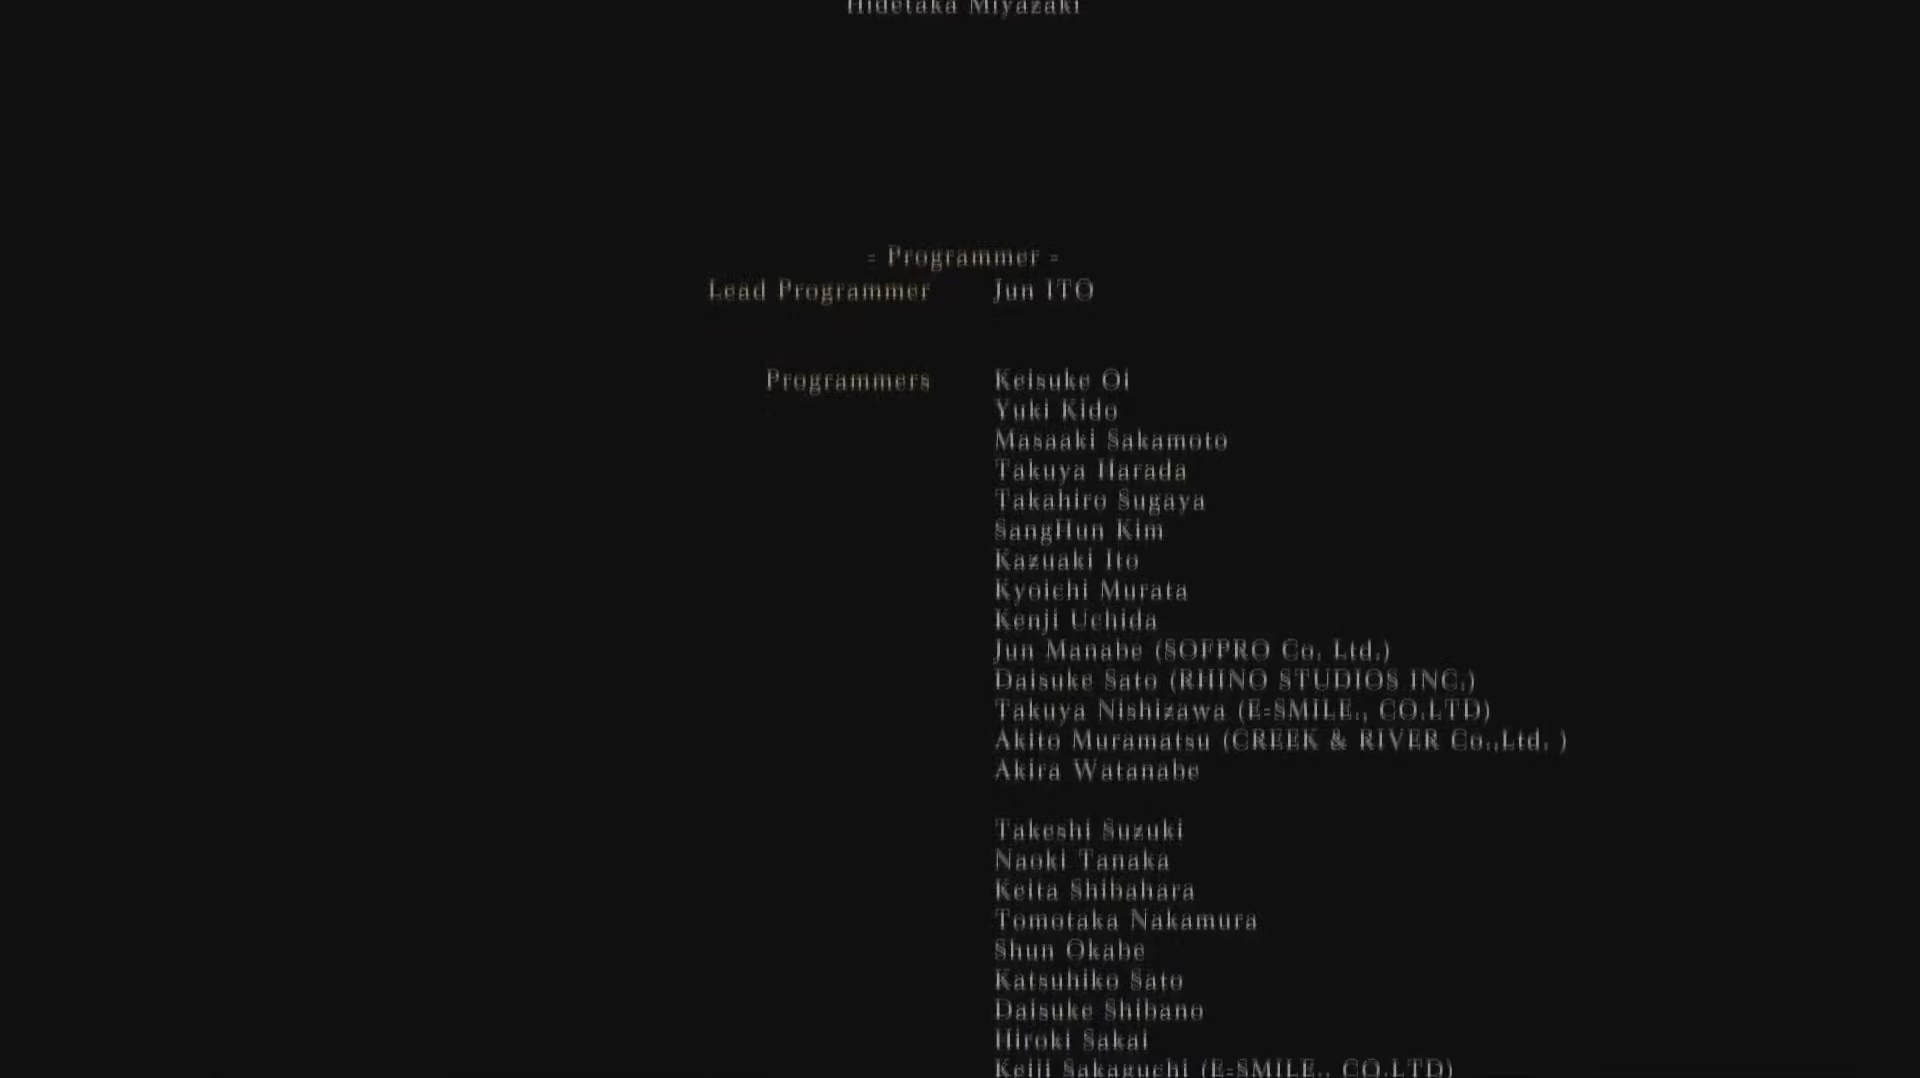 Hidetaka Miyazaki
- Programmer -
Lead Programmer Jun ITO
Programmers Keisuke Oi
Yuki Kido
Masaaki Sakamoto
Takuya Harada
Takahiro Sugaya
SangHun Kim
Kazuaki Ito
Kyoichi Murata
Kenji Uchida
Jun Manabe (SOFPRO Co. Ltd.)
Daisuke Sato (RHINO STUDIOS INC.)
Takuya Nishizawa (E-SMILE., CO.LTD)
Akito Muramatsu (CREEK & RIVER Co.,Ltd. )
Akira Watanabe
Takeshi Suzuki
Naoki Tanaka
Keita Shibahara
Tomotaka Nakamura
Shun Okabe
Katsuhiko Sato
Daisuke Shibano
Hiroki Sakai
Keiji Sakaguchi (E-SMILE., CO.LTD)